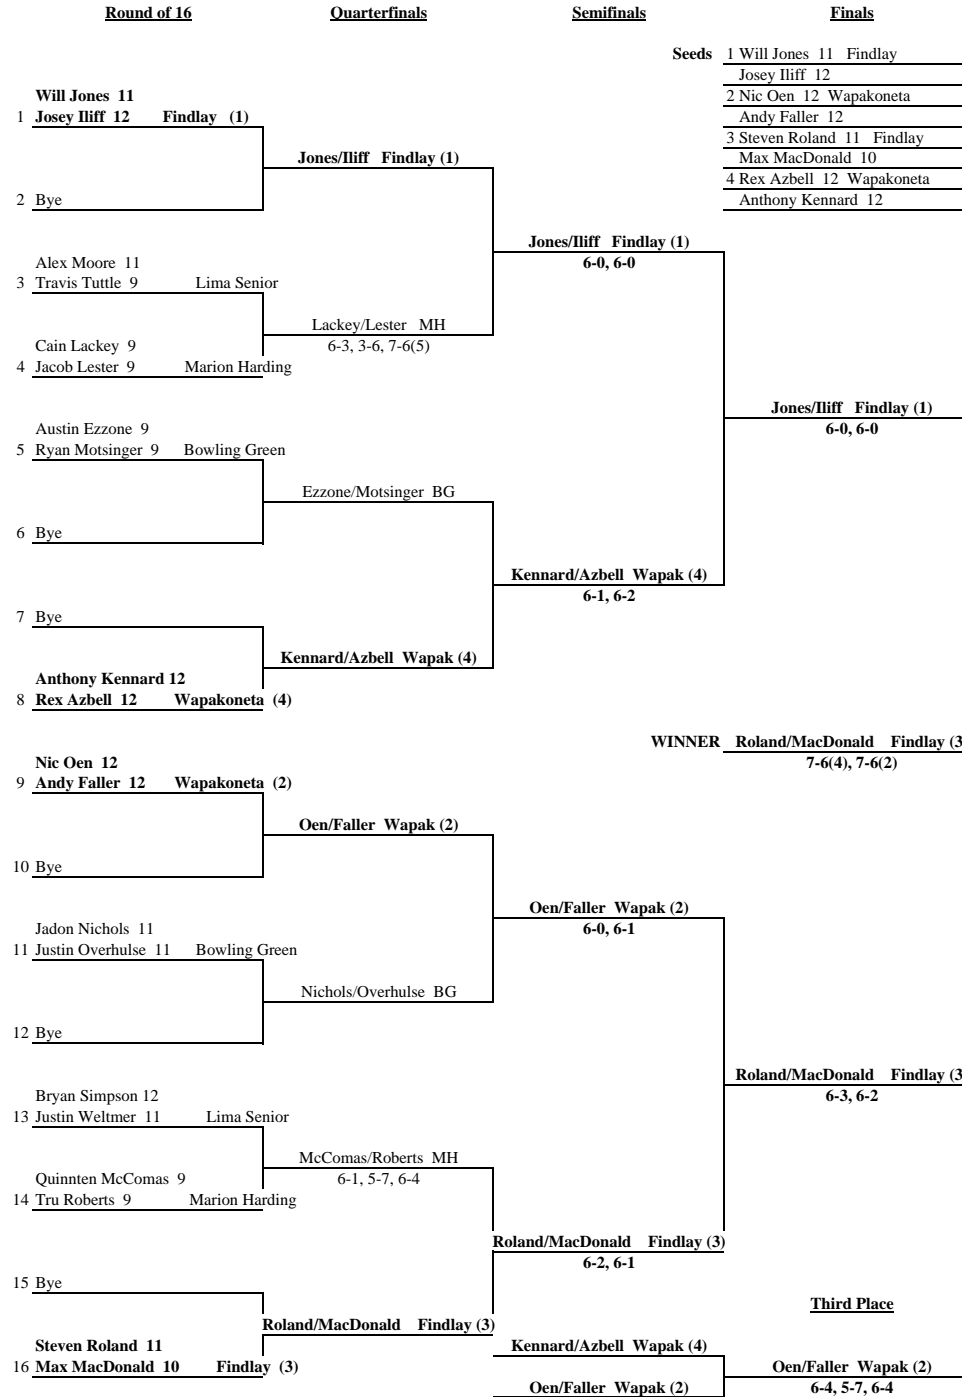 Round of 16 Quarterfinals Semifinals Finals
Seeds 1 Will Jones 11 Findlay
Josey Iliff 12
2 Nic Oen 12 Wapakoneta
Andy Faller 12
3 Steven Roland 11 Findlay
Max MacDonald 10
4 Rex Azbell 12 Wapakoneta
Anthony Kennard 12
Will Jones 11
1 Josey Iliff 12 Findlay (1)
Jones/Iliff Findlay (1)
2 Bye
Jones/Iliff Findlay (1)
6-0, 6-0
Alex Moore 11
3 Travis Tuttle 9 Lima Senior
Lackey/Lester MH
6-3, 3-6, 7-6(5)
Cain Lackey 9
4 Jacob Lester 9 Marion Harding
Jones/Iliff Findlay (1)
6-0, 6-0
Austin Ezzone 9
5 Ryan Motsinger 9 Bowling Green
Ezzone/Motsinger BG
6 Bye
Kennard/Azbell Wapak (4)
6-1, 6-2
7 Bye
Kennard/Azbell Wapak (4)
Anthony Kennard 12
8 Rex Azbell 12 Wapakoneta (4)
WINNER Roland/MacDonald Findlay (3
7-6(4), 7-6(2)
Nic Oen 12
9 Andy Faller 12 Wapakoneta (2)
Oen/Faller Wapak (2)
10 Bye
Oen/Faller Wapak (2)
6-0, 6-1
Jadon Nichols 11
11 Justin Overhulse 11 Bowling Green
Nichols/Overhulse BG
12 Bye
Roland/MacDonald Findlay (3
6-3, 6-2
Bryan Simpson 12
13 Justin Weltmer 11 Lima Senior
McComas/Roberts MH
6-1, 5-7, 6-4
Quinnten McComas 9
14 Tru Roberts 9 Marion Harding
Roland/MacDonald Findlay (3)
6-2, 6-1
15 Bye
Third Place
Roland/MacDonald Findlay (3)
Steven Roland 11
16 Max MacDonald 10 Findlay (3)
Kennard/Azbell Wapak (4)
Oen/Faller Wapak (2)
6-4, 5-7, 6-4
Oen/Faller Wapak (2)